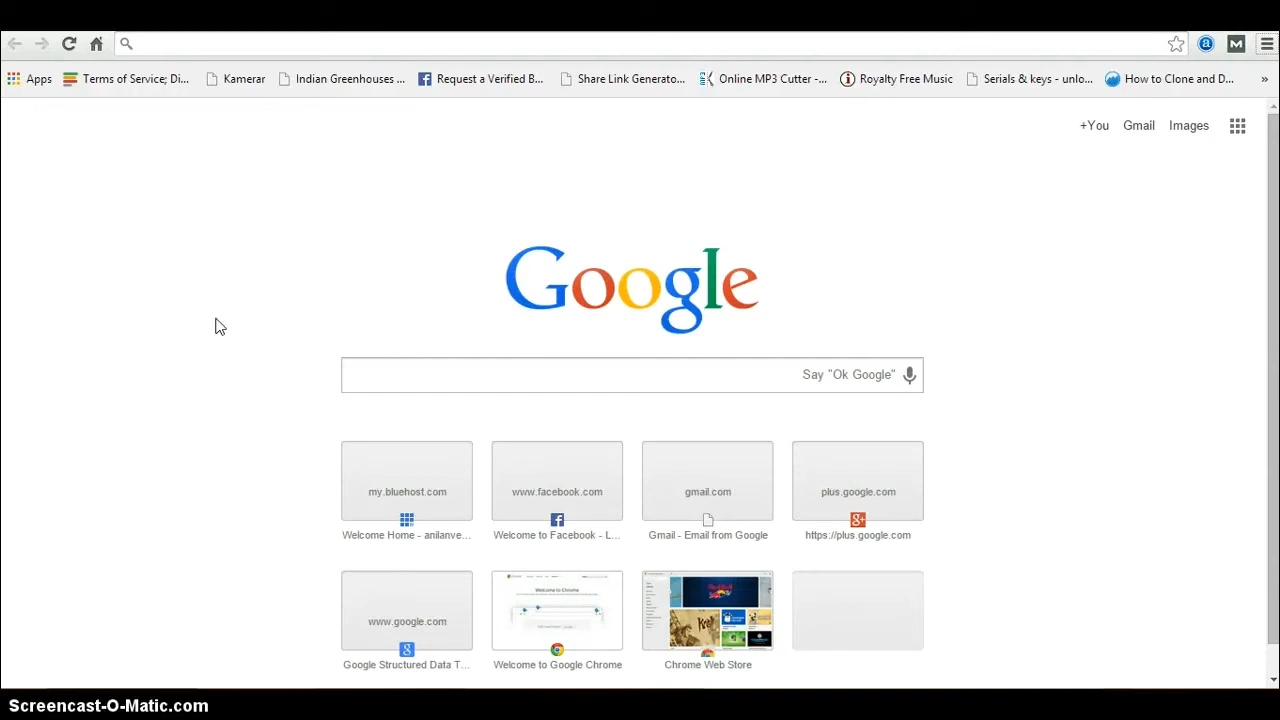 Apps Terms of Service; Di... Kamerar Indian Greenhouses ... Request a Verified B... Share Link Generato... Online MP3 Cutter -... Royalty Free Music Serials & keys - unlo... How to Clone and D... »
+You Gmail Images
Google
Say "Ok Google"
my.bluehost.com www.facebook.com gmail.com plus.google.com
Welcome Home - anilanve... Welcome to Facebook - L... Gmail - Email from Google https://plus.google.com
www.google.com Welcome to Chrome
Google Structured Data T... Welcome to Google Chrome Chrome Web Store
Screencast-O-Matic.com